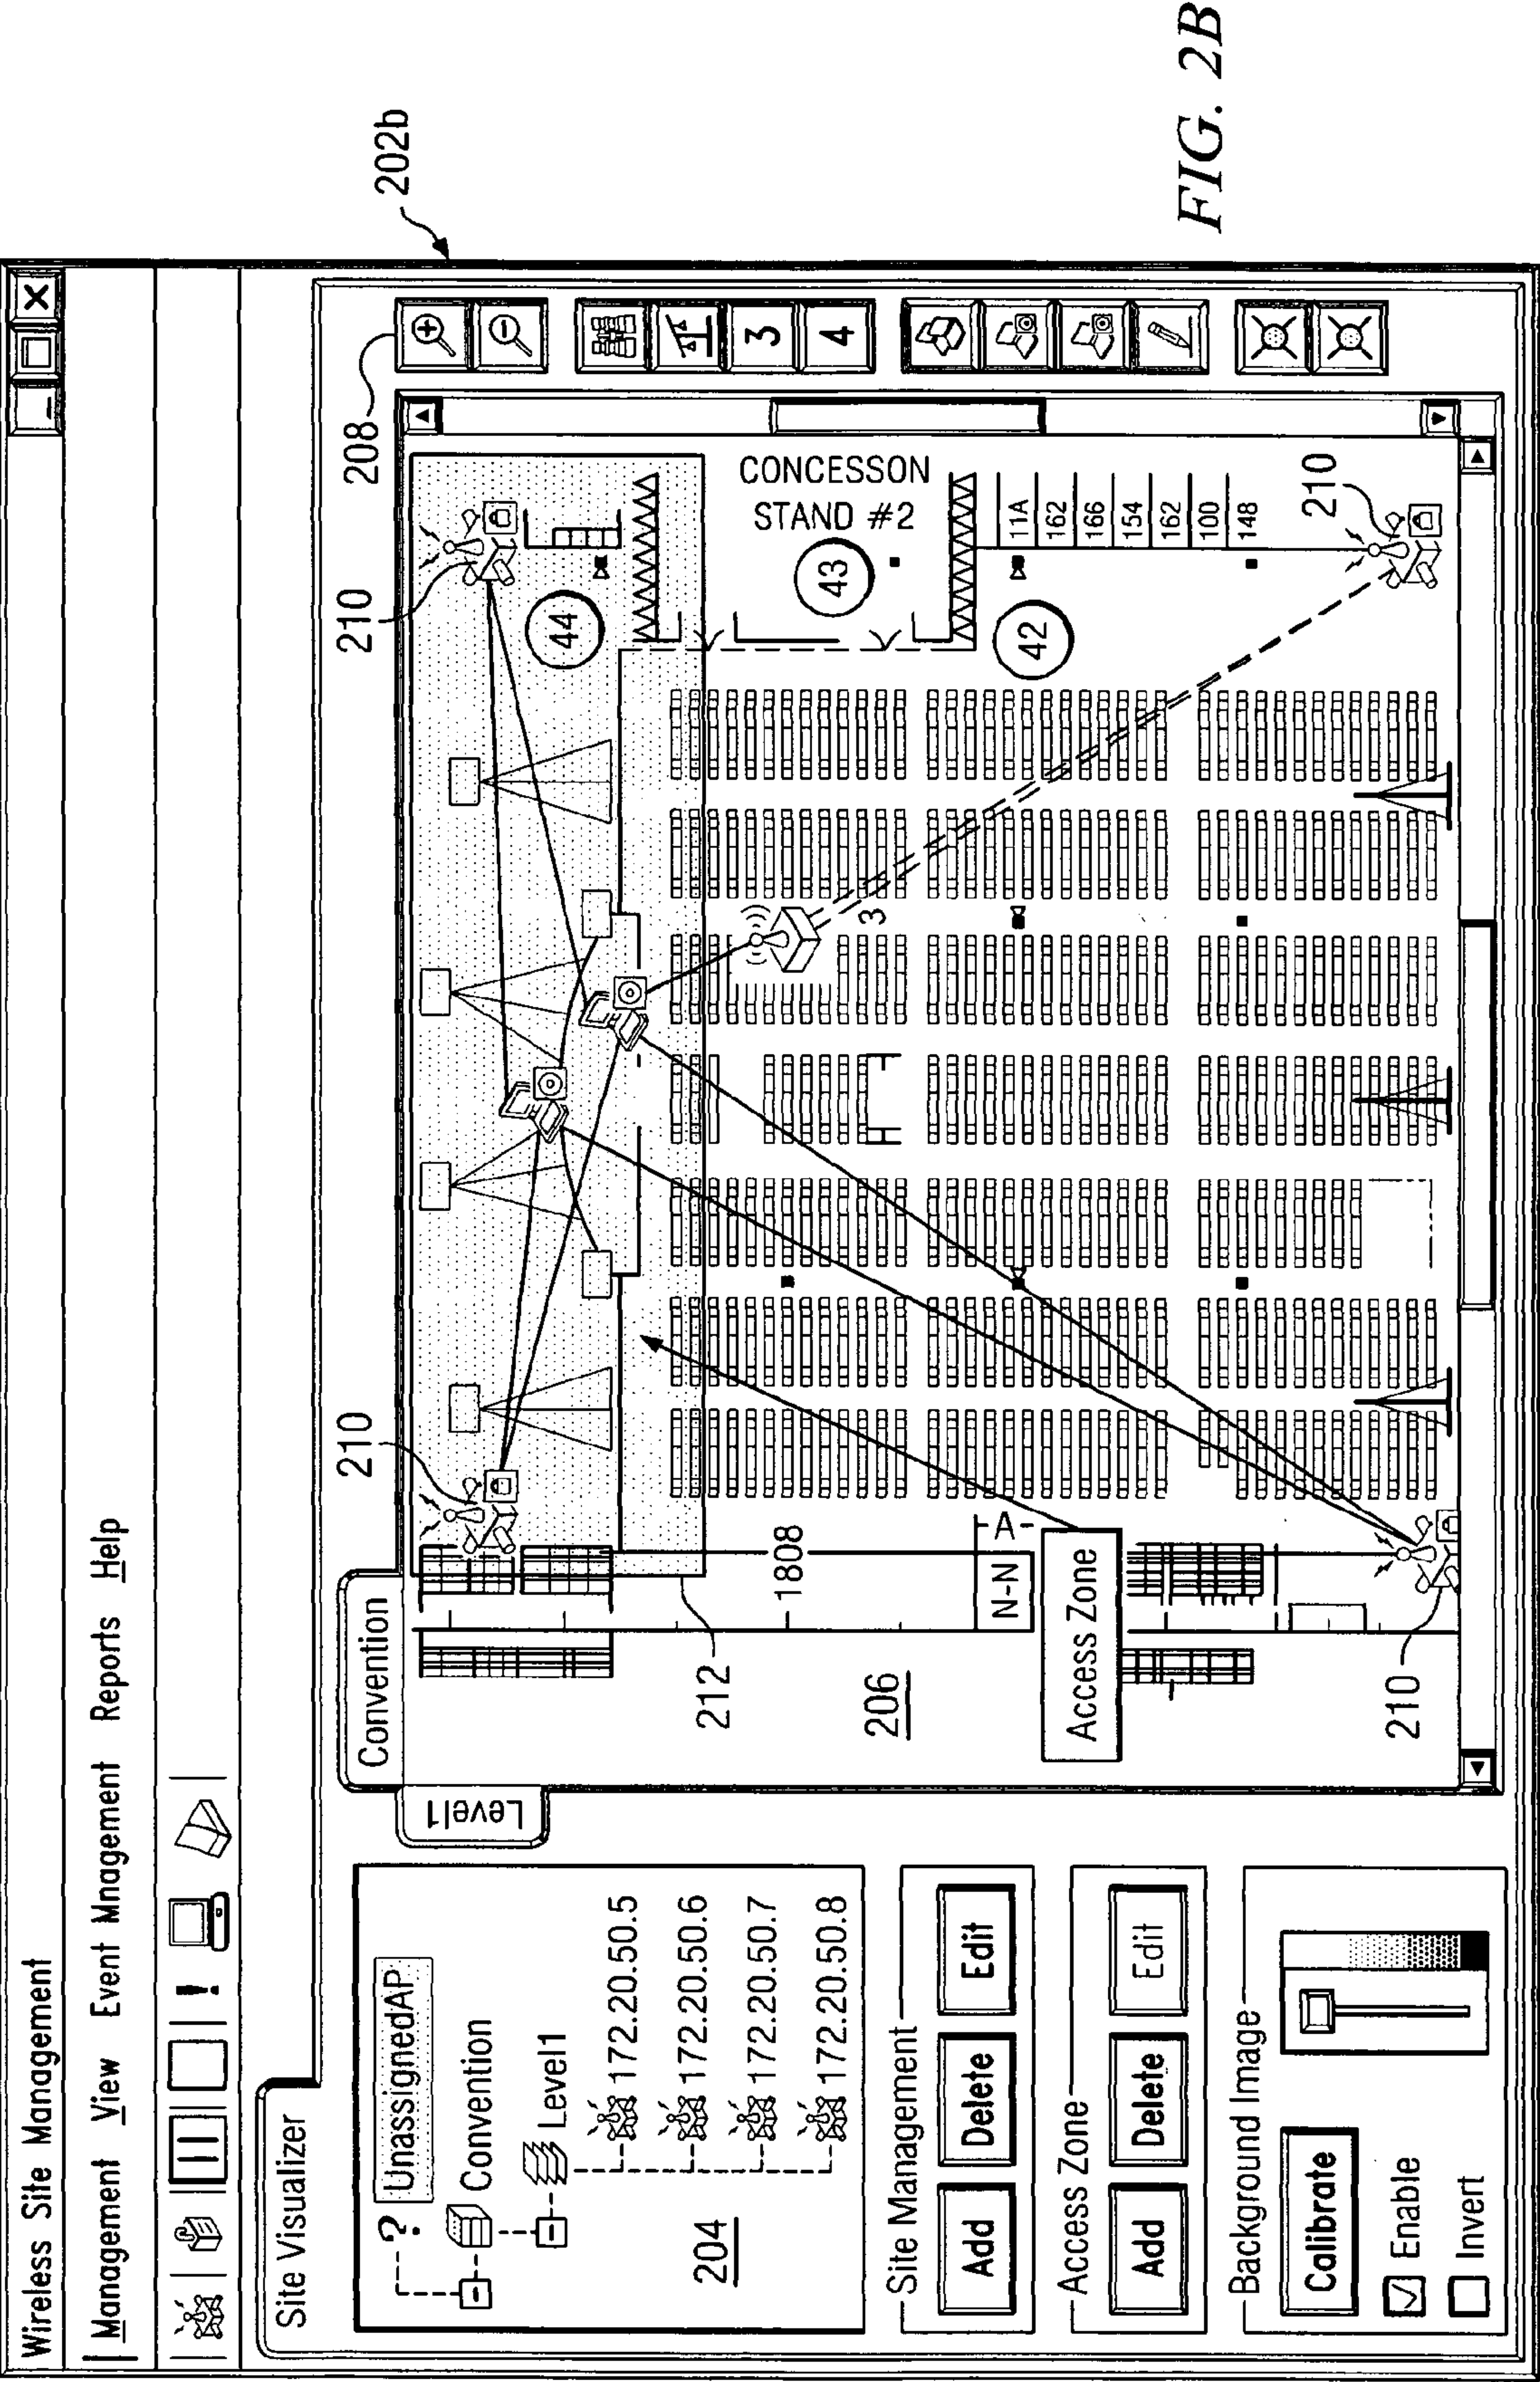 Wireless Site Management
Management View Event Mnagement Reports Help
Site Visualizer
202b
?
UnassignedAP
Convention
Level1
172.20.50.5
172.20.50.6
172.20.50.7
172.20.50.8
204
Site Management
Add
Delete
Edit
Access Zone
Add
Delete
Edit
Background Image
Calibrate
Enable
Invert
Convention
Level1
210
210
208
44
CONCESSON
STAND #2
43
42
11A
162
166
154
162
100
148
210
3
3
4
212
1808
206
A
N-N
Access Zone
210
FIG. 2B